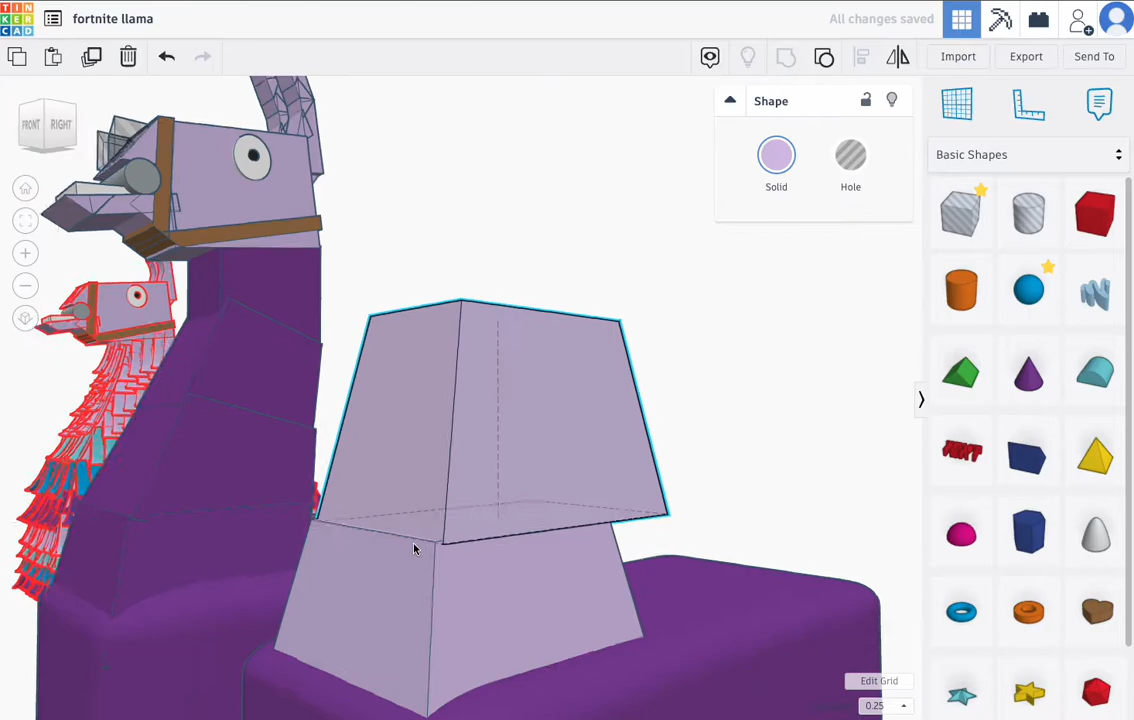 TIN
KER
CAD
fortnite llama
All changes saved
Import
Export
Send To
FRONT
RIGHT
Shape
Solid
Hole
Basic Shapes
Edit Grid
0.25